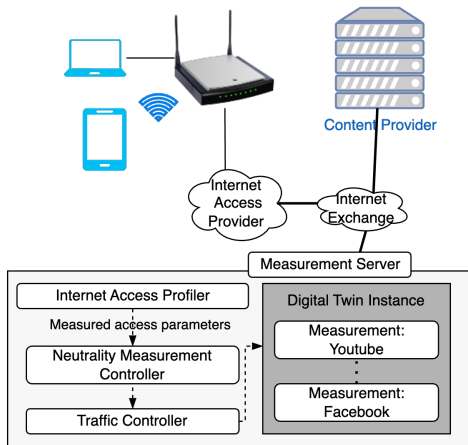 Content Provider
Internet
Access
Provider
Internet
Exchange
Measurement Server
Internet Access Profiler
Measured access parameters
Neutrality Measurement
Controller
Traffic Controller
Digital Twin Instance
Measurement:
Youtube
Measurement:
Facebook